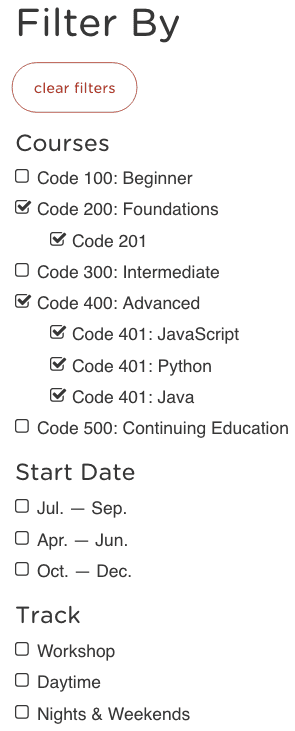 Filter By
clear filters
Courses
Code 100: Beginner
Code 200: Foundations
Code 201
Code 300: Intermediate
Code 400: Advanced
Code 401: JavaScript
Code 401: Python
Code 401: Java
Code 500: Continuing Education
Start Date
Jul. — Sep.
Apr. — Jun.
Oct. — Dec.
Track
Workshop
Daytime
Nights & Weekends